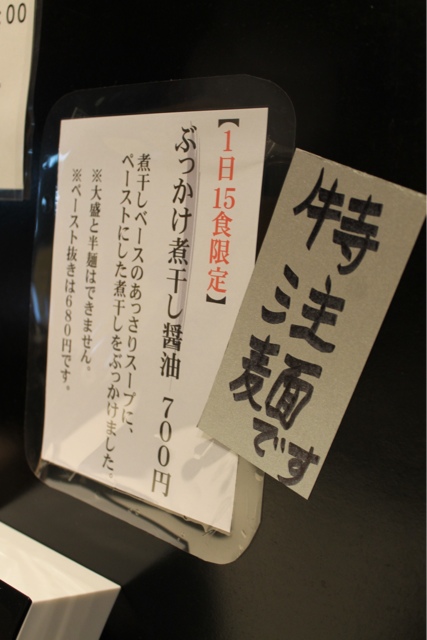 【1日15食限定】
ぶっかけ煮干し醤油 700円
煮干しベースのあっさりスープに、
ペーストにした煮干しをぶっかけました。
※大盛と半麺はできません。
※ペースト抜きは680円です。
特注麺です
:00